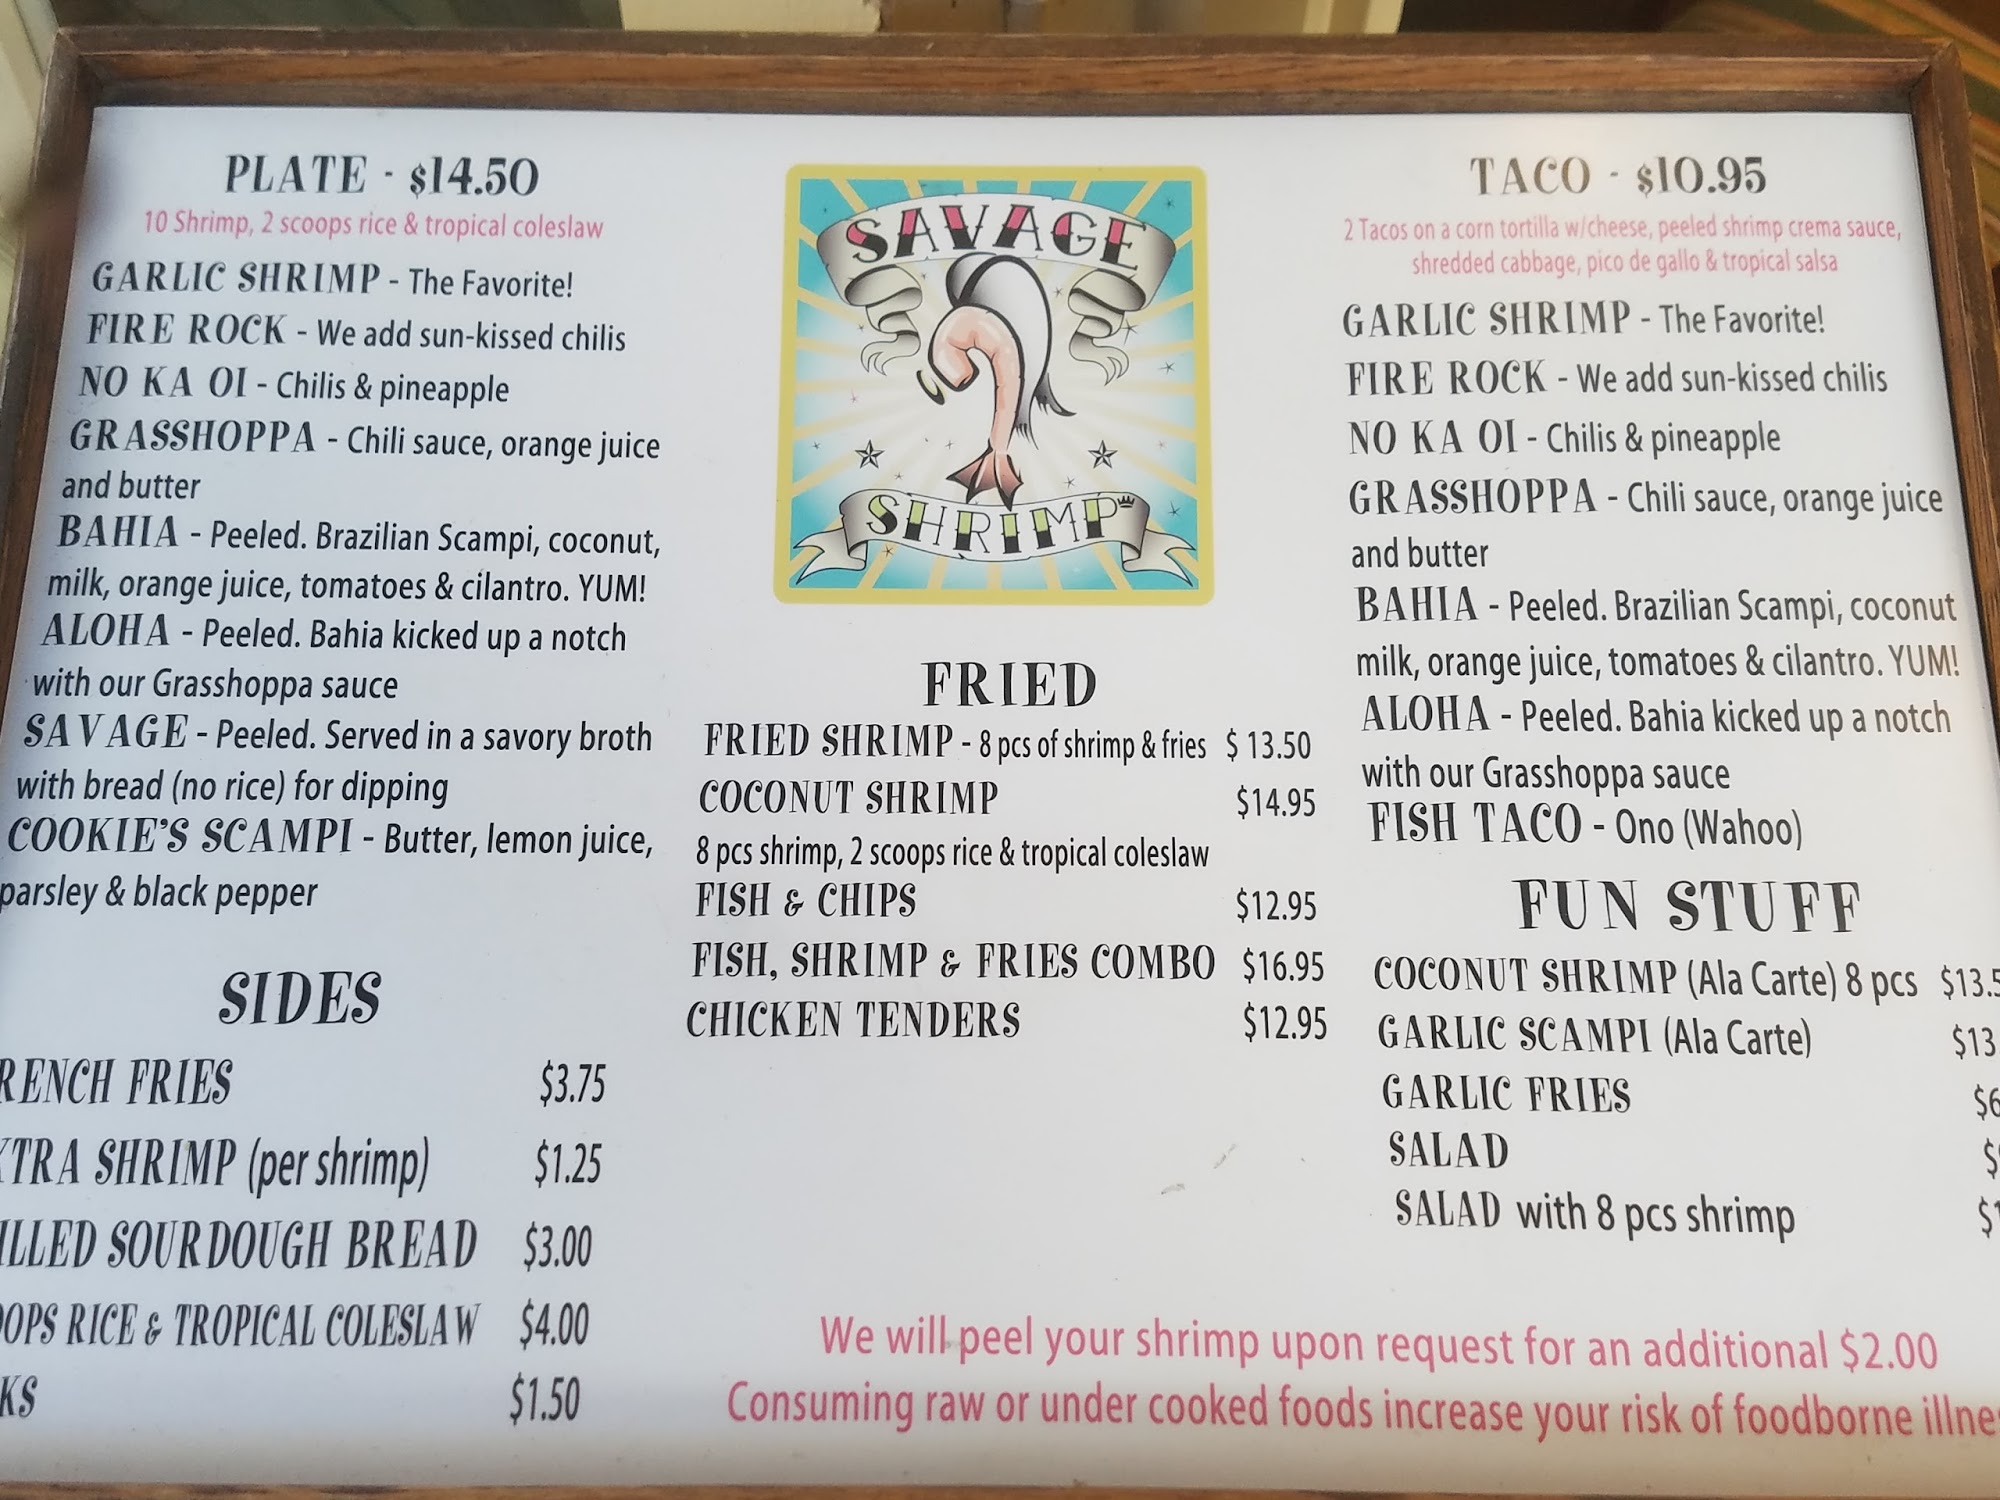 PLATE - $14.50
10 Shrimp, 2 scoops rice & tropical coleslaw
GARLIC SHRIMP - The Favorite!
FIRE ROCK - We add sun-kissed chilis
NO KA OI - Chilis & pineapple
GRASSHOPPA - Chili sauce, orange juice
and butter
BAHIA - Peeled. Brazilian Scampi, coconut,
milk, orange juice, tomatoes & cilantro. YUM!
ALOHA - Peeled. Bahia kicked up a notch
with our Grasshoppa sauce
SAVAGE - Peeled. Served in a savory broth
with bread (no rice) for dipping
COOKIE'S SCAMPI - Butter, lemon juice,
parsley & black pepper
SIDES
RENCH FRIES $3.75
TRA SHRIMP (per shrimp) $1.25
LLED SOURDOUGH BREAD $3.00
OOPS RICE & TROPICAL COLESLAW $4.00
KS $1.50
SAVAGE
SHRIMP
FRIED
FRIED SHRIMP - 8 pcs of shrimp & fries $ 13.50
COCONUT SHRIMP $14.95
8 pcs shrimp, 2 scoops rice & tropical coleslaw
FISH & CHIPS $12.95
FISH, SHRIMP & FRIES COMBO $16.95
CHICKEN TENDERS $12.95
TACO - $10.95
2 Tacos on a corn tortilla w/cheese, peeled shrimp crema sauce,
shredded cabbage, pico de gallo & tropical salsa
GARLIC SHRIMP - The Favorite!
FIRE ROCK - We add sun-kissed chilis
NO KA OI - Chilis & pineapple
GRASSHOPPA - Chili sauce, orange juice
and butter
BAHIA - Peeled. Brazilian Scampi, coconut
milk, orange juice, tomatoes & cilantro. YUM!
ALOHA - Peeled. Bahia kicked up a notch
with our Grasshoppa sauce
FISH TACO - Ono (Wahoo)
FUN STUFF
COCONUT SHRIMP (Ala Carte) 8 pcs $13.5
GARLIC SCAMPI (Ala Carte) $13
GARLIC FRIES $6
SALAD $
SALAD with 8 pcs shrimp $1
We will peel your shrimp upon request for an additional $2.00
Consuming raw or under cooked foods increase your risk of foodborne illne